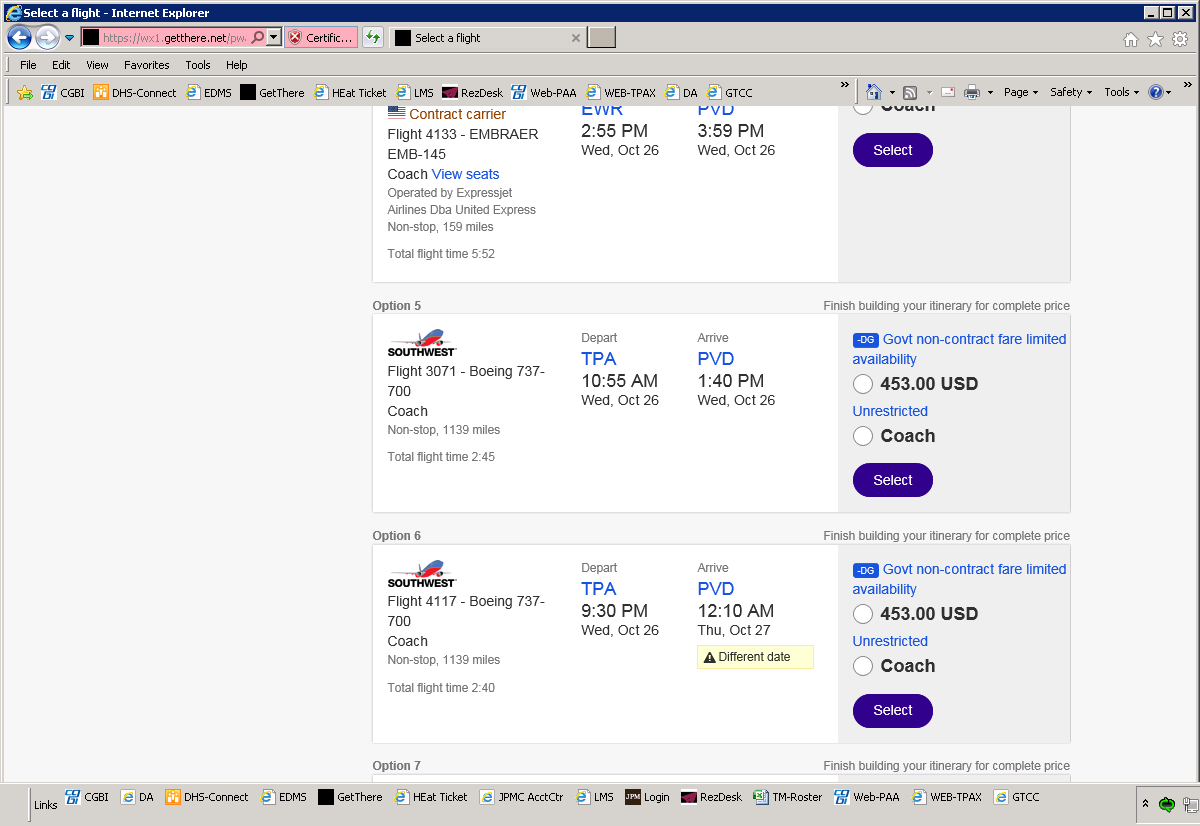 Select a flight - Internet Explorer
https://wx1.getthere.net/pw
Certific...
Select a flight
File Edit View Favorites Tools Help
CGBI DHS-Connect EDMS GetThere HEat Ticket LMS RezDesk Web-PAA WEB-TPAX DA GTCC
Page Safety Tools
Contract carrier
EWR
PVD
Coach
Flight 4133 - EMBRAER
EMB-145
2:55 PM
3:59 PM
Wed, Oct 26
Wed, Oct 26
Select
Coach View seats
Operated by Expressjet
Airlines Dba United Express
Non-stop, 159 miles
Total flight time 5:52
Option 5
Finish building your itinerary for complete price
SOUTHWEST
Flight 3071 - Boeing 737-
700
Coach
Non-stop, 1139 miles
Total flight time 2:45
Depart
TPA
10:55 AM
Wed, Oct 26
Arrive
PVD
1:40 PM
Wed, Oct 26
-DG Govt non-contract fare limited
availability
453.00 USD
Unrestricted
Coach
Select
Option 6
Finish building your itinerary for complete price
SOUTHWEST
Flight 4117 - Boeing 737-
700
Coach
Non-stop, 1139 miles
Total flight time 2:40
Depart
TPA
9:30 PM
Wed, Oct 26
Arrive
PVD
12:10 AM
Thu, Oct 27
Different date
-DG Govt non-contract fare limited
availability
453.00 USD
Unrestricted
Coach
Select
Option 7
Finish building your itinerary for complete price
Links CGBI DA DHS-Connect EDMS GetThere HEat Ticket JPMC AcctCtr LMS JPM Login RezDesk TM-Roster Web-PAA WEB-TPAX GTCC